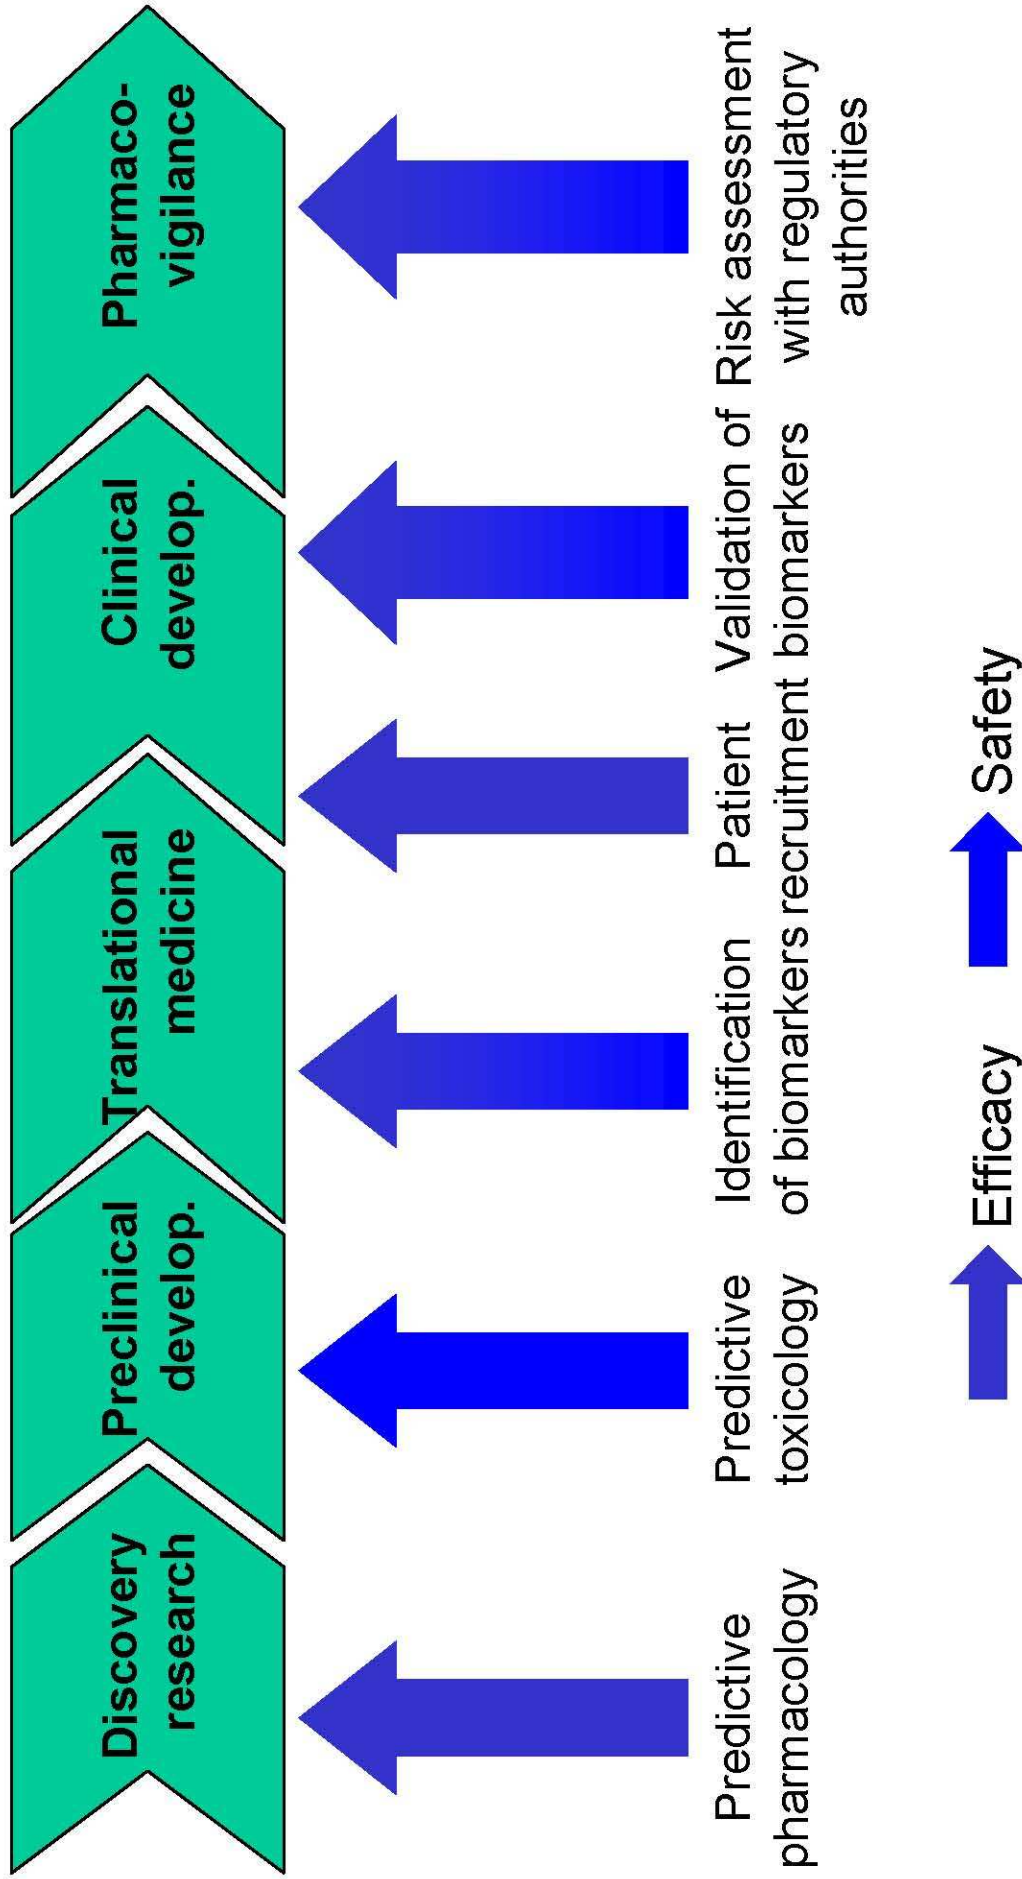 Discovery
research
Preclinical
develop.
Translational
medicine
Clinical
develop.
Pharmaco-
vigilance
Predictive
pharmacology
Predictive
toxicology
Identification
of biomarkers
Patient
recruitment
Validation of
biomarkers
Risk assessment
with regulatory
authorities
Efficacy
Safety